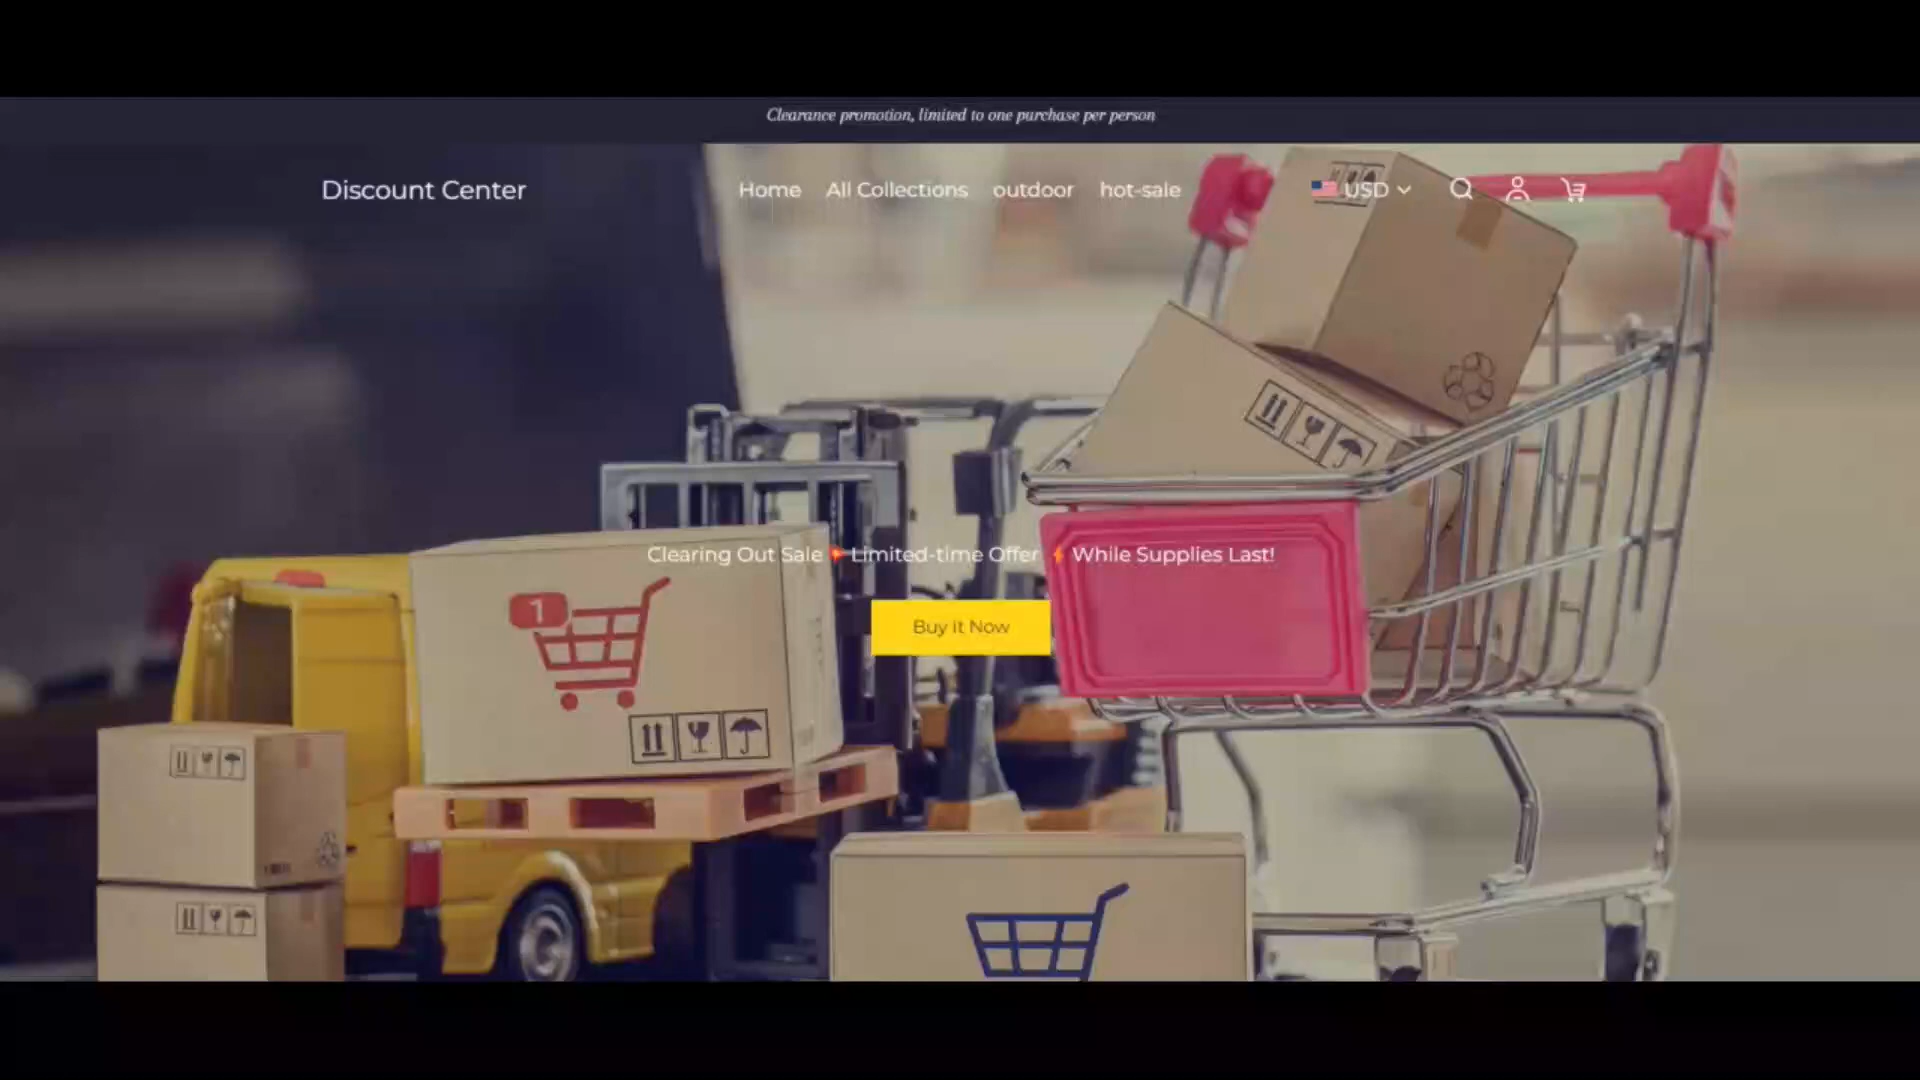 Clearance promotion, limited to one purchase per person
Discount Center
Home All Collections outdoor hot-sale
USD
Clearing Out Sale Limited-time Offer ⚡ While Supplies Last!
1
Buy It Now